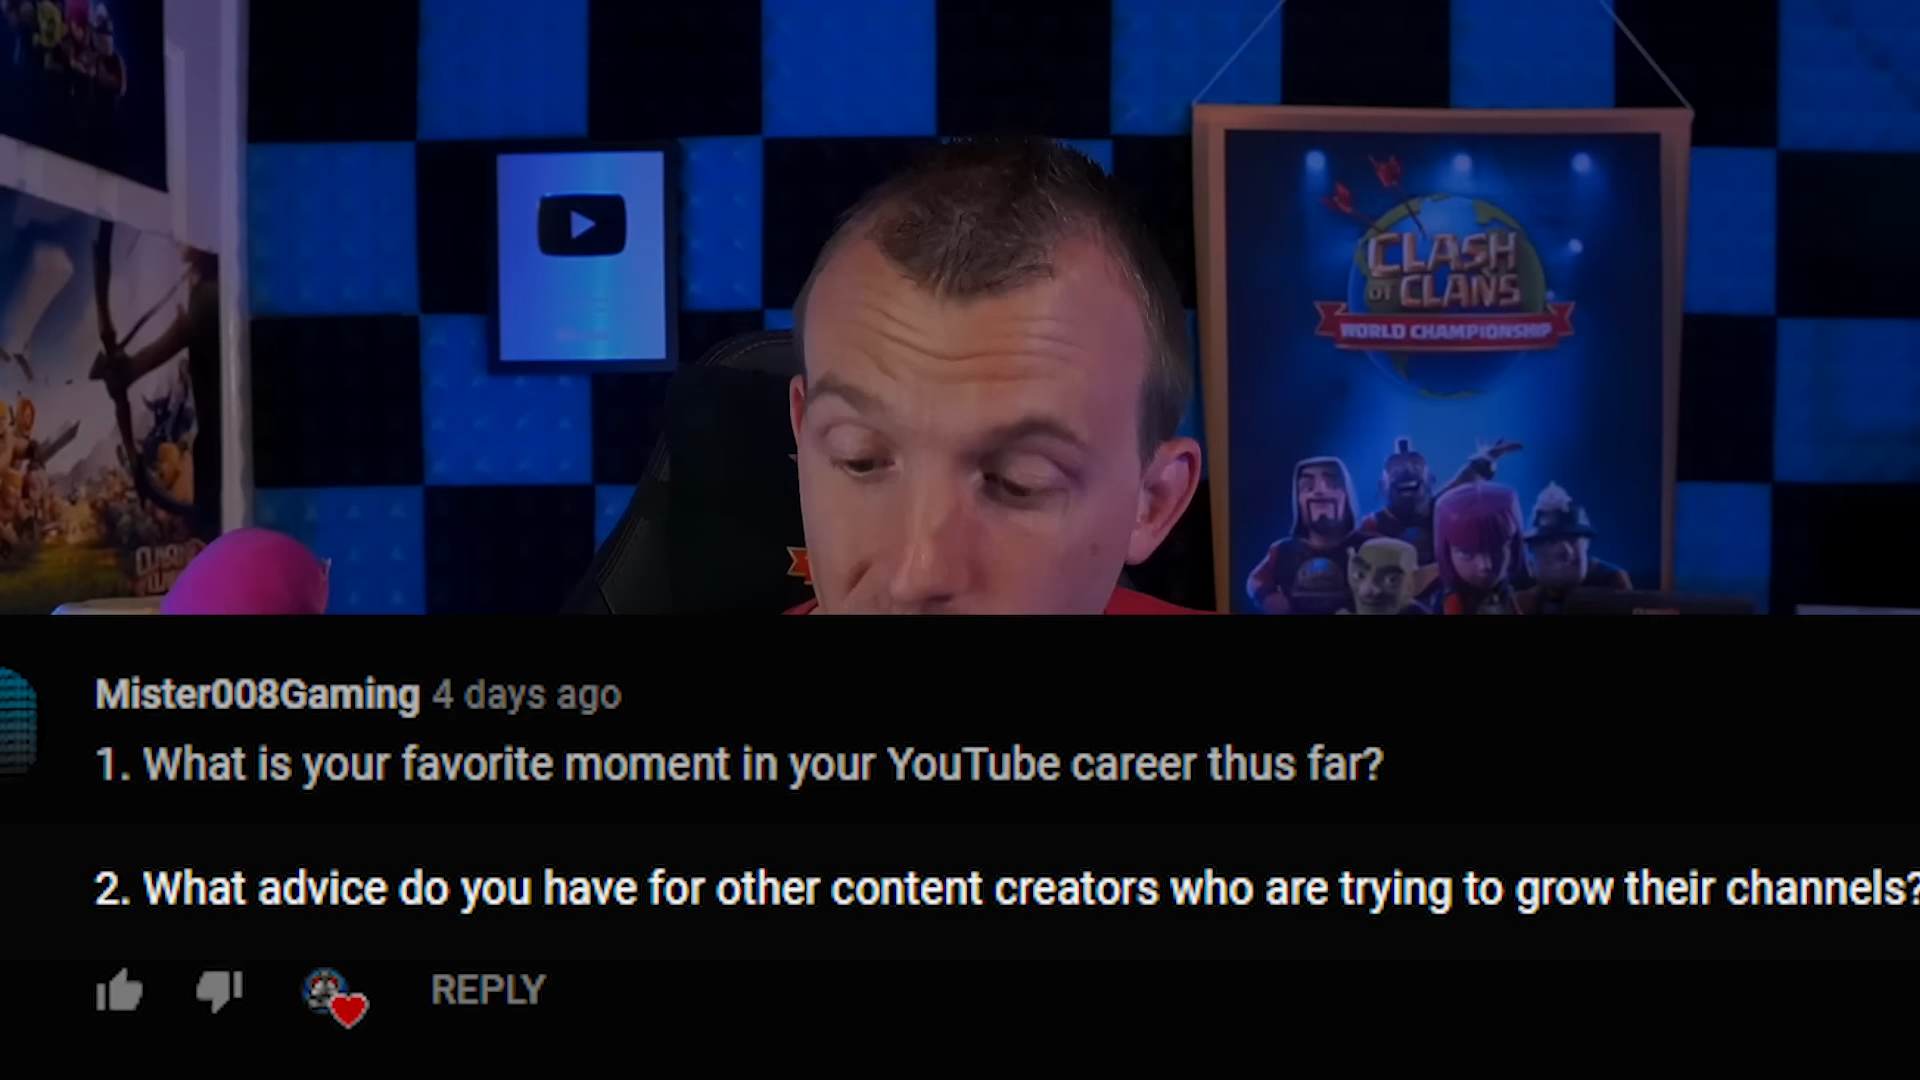 CLASH
OF CLANS
WORLD CHAMPIONSHIP
CLASH
Mister008Gaming 4 days ago
1. What is your favorite moment in your YouTube career thus far?
2. What advice do you have for other content creators who are trying to grow their channels?
REPLY